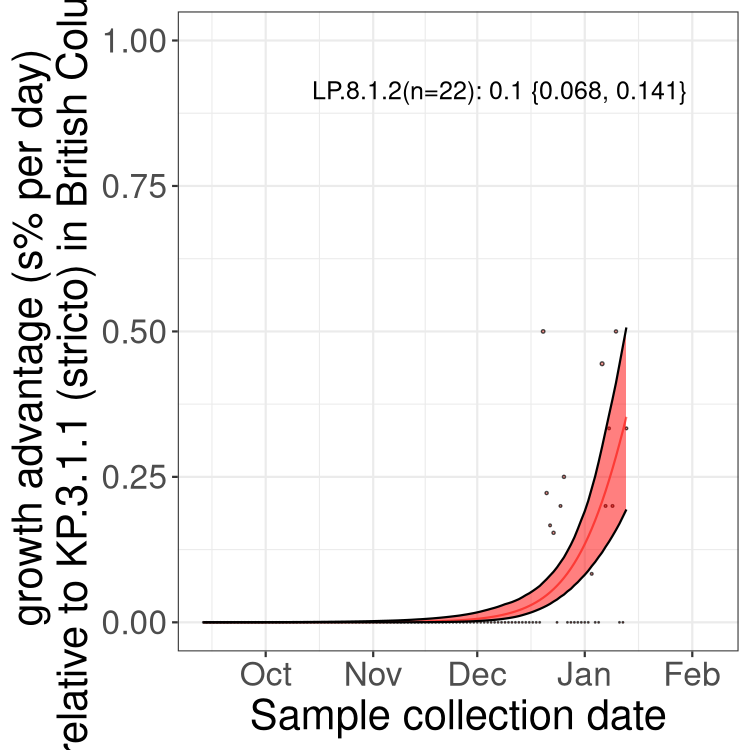 growth advantage (s% per day)
relative to KP.3.1.1 (stricto) in British Colu
1.00
0.75
0.50
0.25
0.00
LP.8.1.2(n=22): 0.1 {0.068, 0.141}
Oct Nov Dec Jan Feb
Sample collection date